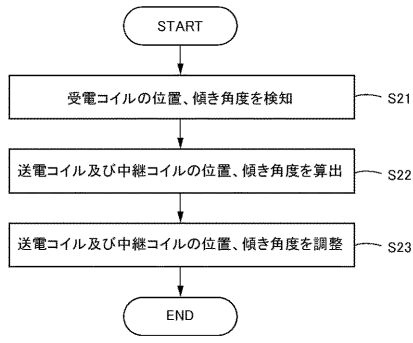 START
受電コイルの位置、傾き角度を検知
S21
送電コイル及び中継コイルの位置、傾き角度を算出
S22
送電コイル及び中継コイルの位置、傾き角度を調整
S23
END